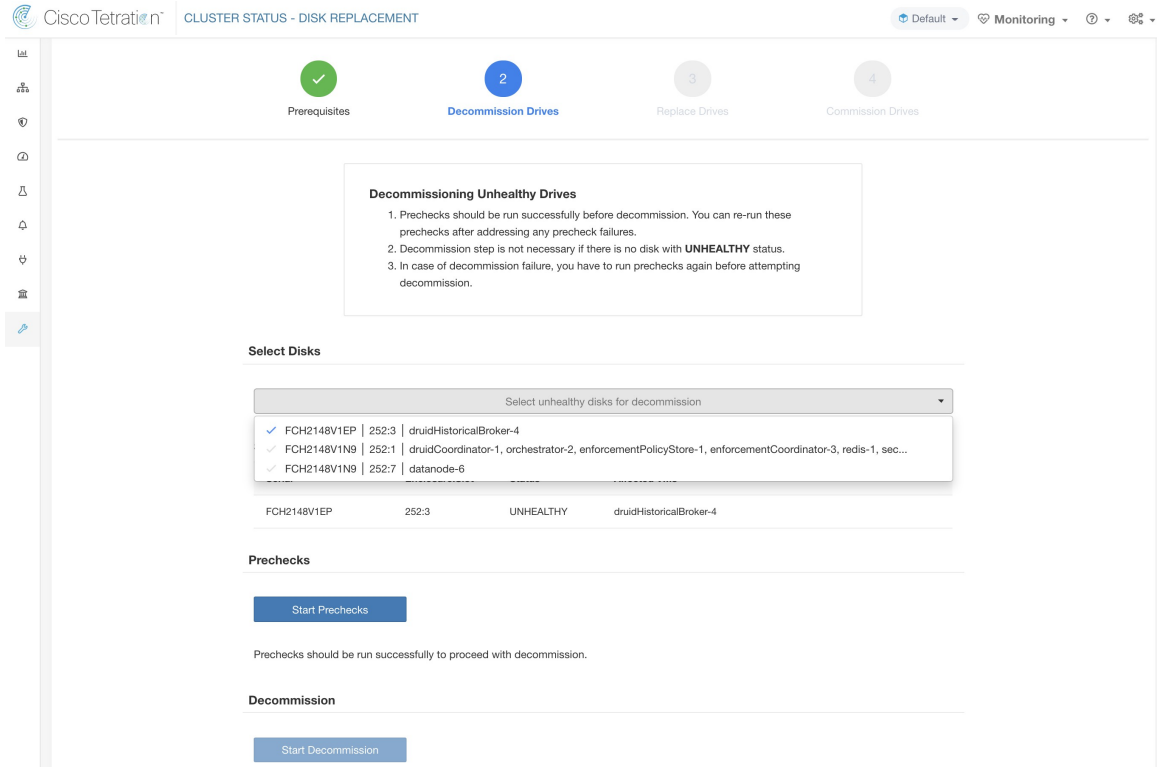 Cisco Tetration™
CLUSTER STATUS - DISK REPLACEMENT
Default
Monitoring
2
3
4
Prerequisites
Decommission Drives
Replace Drives
Commission Drives
Decommissioning Unhealthy Drives
1. Prechecks should be run successfully before decommission. You can re-run these
prechecks after addressing any precheck failures.
2. Decommission step is not necessary if there is no disk with UNHEALTHY status.
3. In case of decommission failure, you have to run prechecks again before attempting
decommission.
Select Disks
Select unhealthy disks for decommission
FCH2148V1EP | 252:3 | druidHistoricalBroker-4
FCH2148V1N9 | 252:1 | druidCoordinator-1, orchestrator-2, enforcementPolicyStore-1, enforcementCoordinator-3, redis-1, sec...
FCH2148V1N9 | 252:7 | datanode-6
FCH2148V1EP 252:3 UNHEALTHY druidHistoricalBroker-4
Prechecks
Start Prechecks
Prechecks should be run successfully to proceed with decommission.
Decommission
Start Decommission